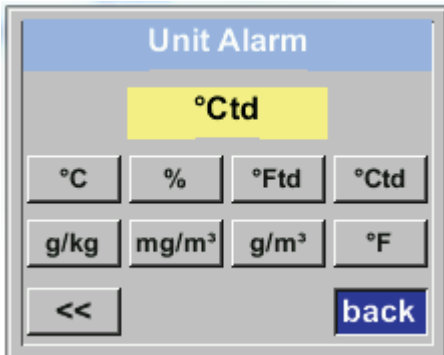 Unit Alarm
°Ctd
°C % °Ftd °Ctd
g/kg mg/m³ g/m³ °F
<< back